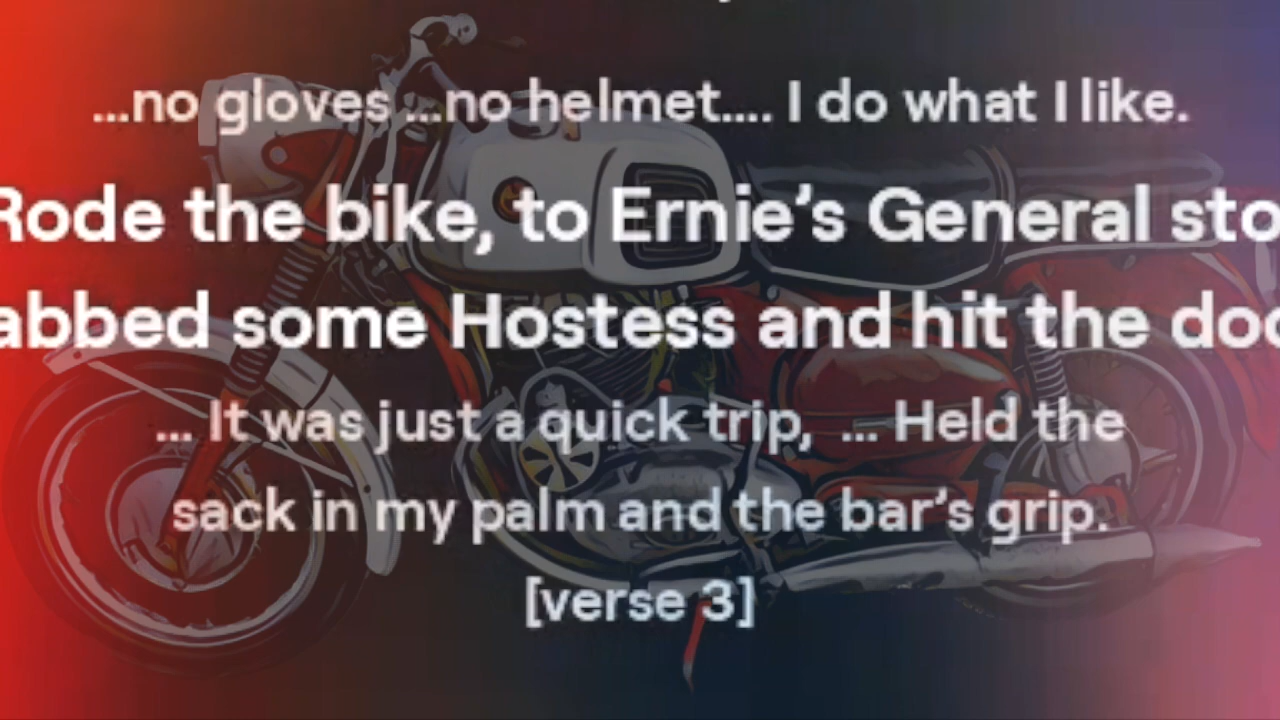 ...no gloves ...no helmet.... I do what I like.
Rode the bike, to Ernie’s General sto
abbed some Hostess and hit the doo
... It was just a quick trip,  ... Held the
sack in my palm and the bar’s grip.
[verse 3]